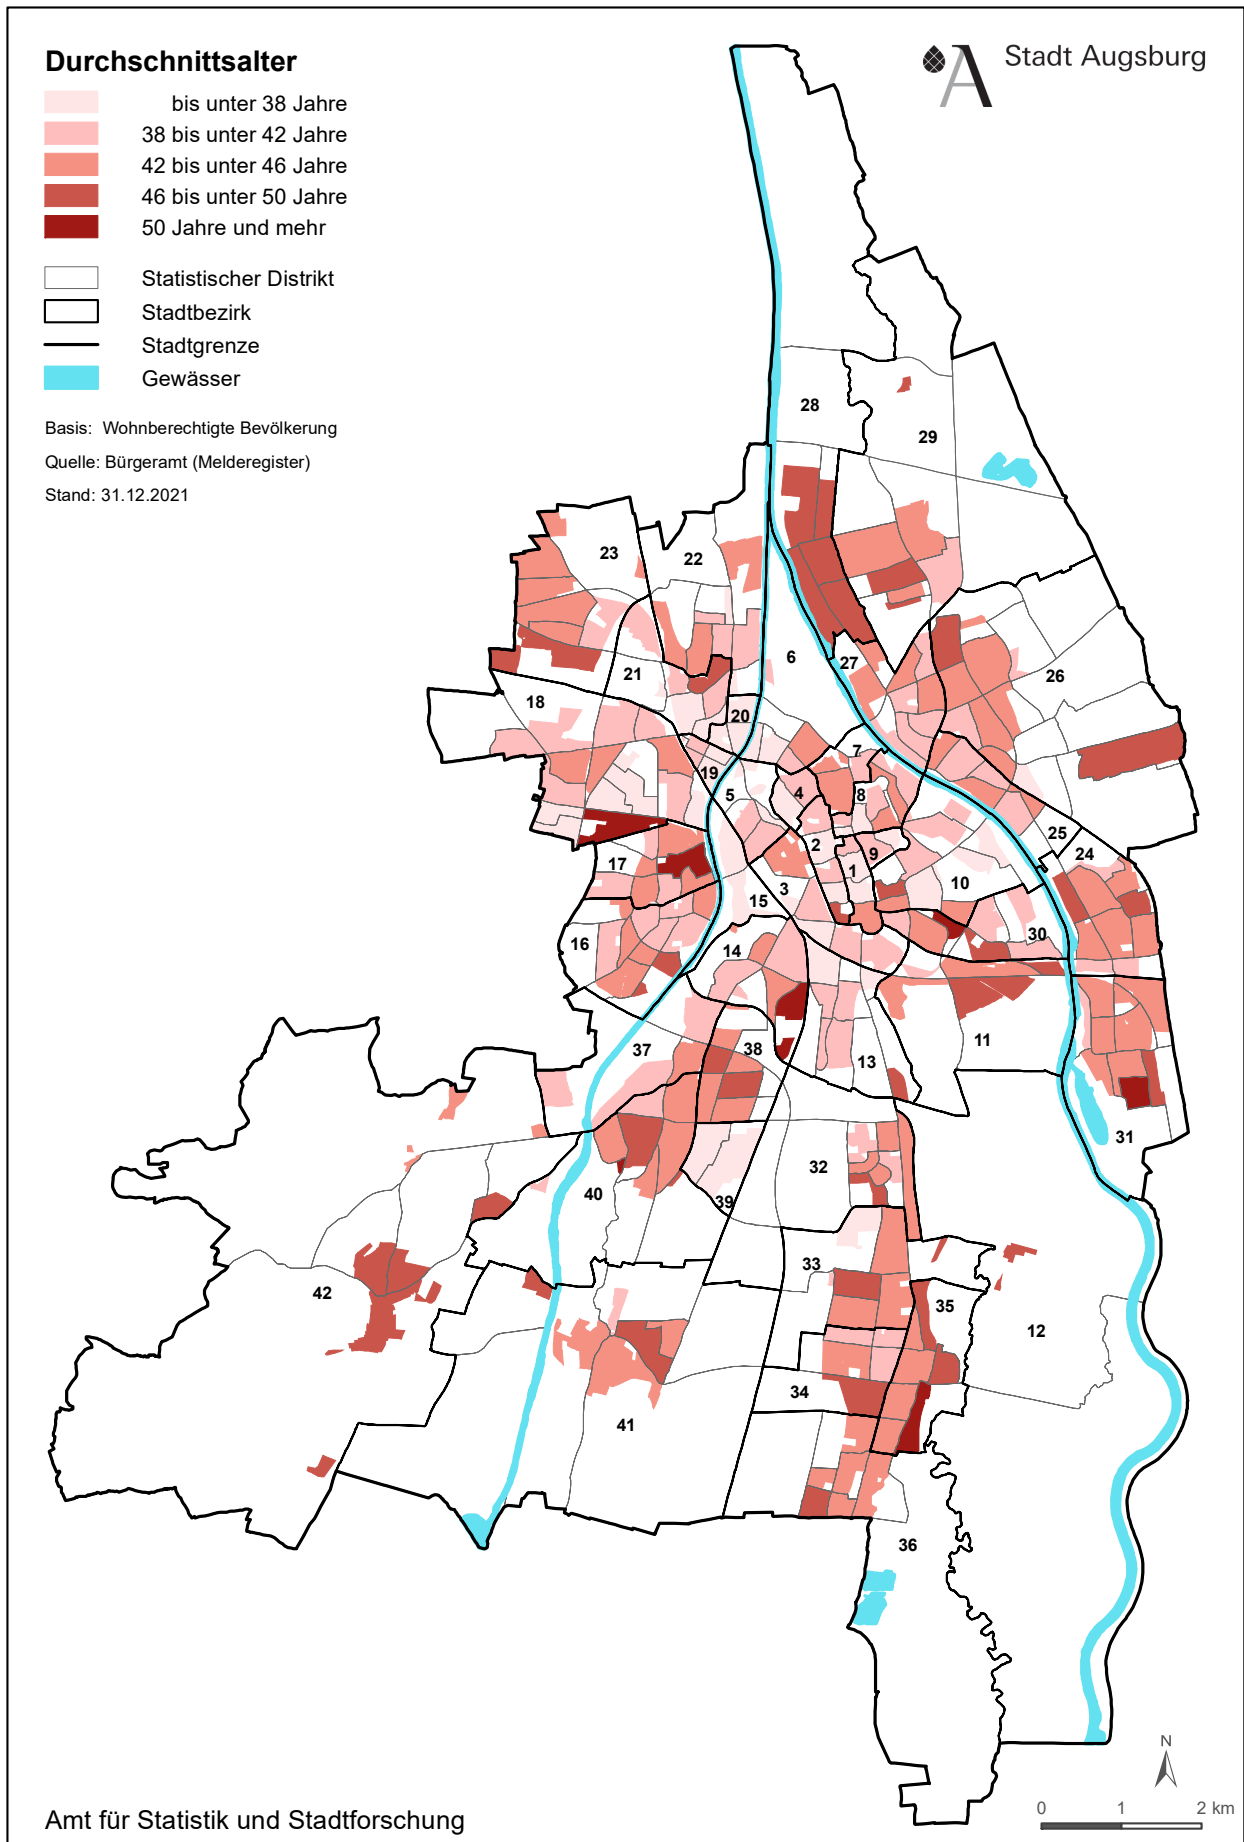 Durchschnittsalter
bis unter 38 Jahre
38 bis unter 42 Jahre
42 bis unter 46 Jahre
46 bis unter 50 Jahre
50 Jahre und mehr
Statistischer Distrikt
Stadtbezirk
Stadtgrenze
Gewässer
Basis: Wohnberechtigte Bevölkerung
Quelle: Bürgeramt (Melderegister)
Stand: 31.12.2021
A Stadt Augsburg
28
29
23
22
6
27
26
21
18
20
7
19
5
4
8
25
2
9
24
17
1
10
3
15
30
16
14
11
37
38
13
31
32
40
39
33
42
35
12
34
41
36
N
0 1 2 km
Amt für Statistik und Stadtforschung